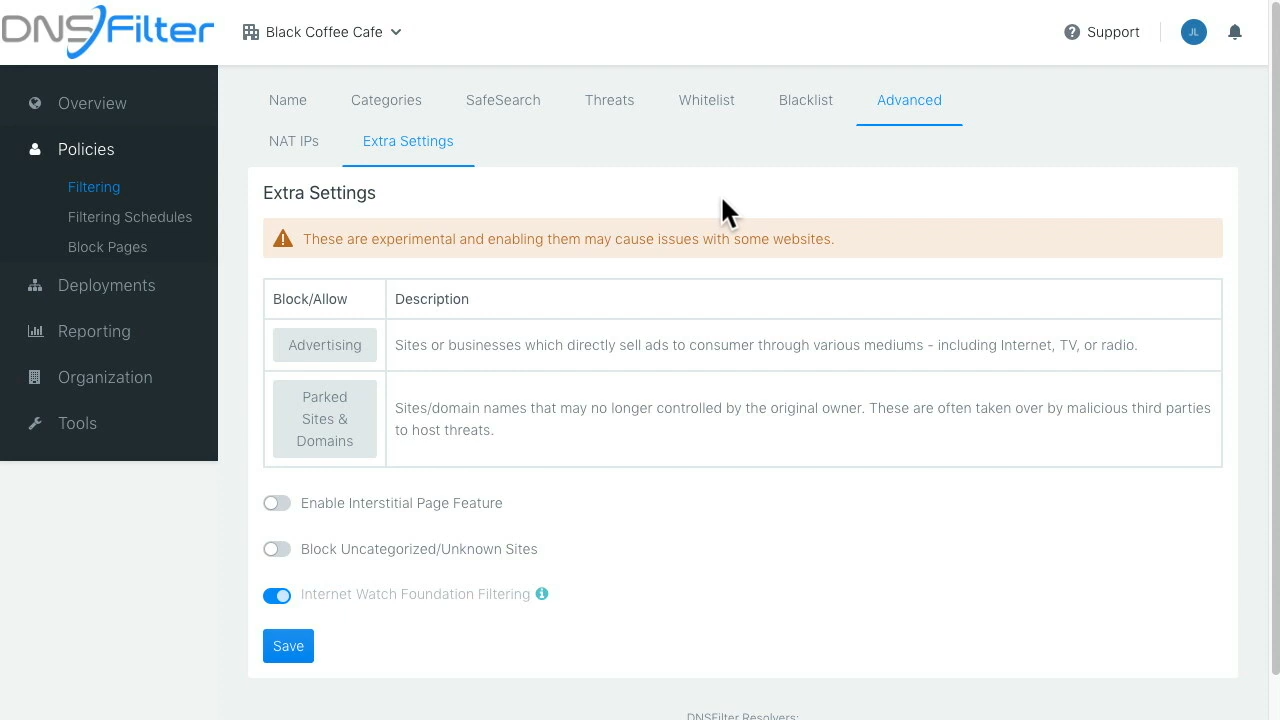 DNSFilter
Black Coffee Cafe
Support
JL
Overview
Policies
Filtering
Filtering Schedules
Block Pages
Deployments
Reporting
Organization
Tools
Name Categories SafeSearch Threats Whitelist Blacklist Advanced
NAT IPs Extra Settings
Extra Settings
These are experimental and enabling them may cause issues with some websites.
Block/Allow Description
Advertising Sites or businesses which directly sell ads to consumer through various mediums - including Internet, TV, or radio.
Parked
Sites &
Domains
Sites/domain names that may no longer controlled by the original owner. These are often taken over by malicious third parties
to host threats.
Enable Interstitial Page Feature
Block Uncategorized/Unknown Sites
Internet Watch Foundation Filtering
Save
DNSFilter Resolvers: